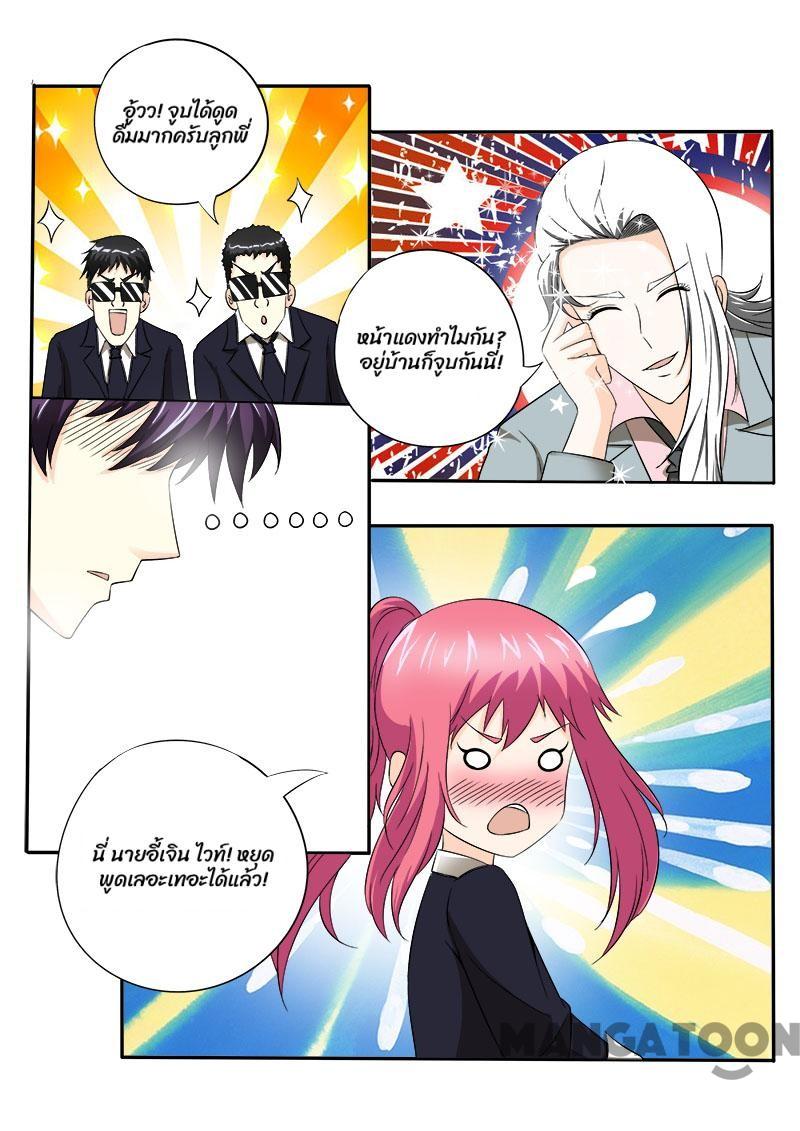 อู้วว! จูบได้ดูด
ดื่มมากครับลูกพี่
หน้าแดงทำไมกัน?
อยู่บ้านก็จูบกันนี่!
นี่ นายอี้เจิน ไวท์! หยุด
พูดเลอะเทอะได้แล้ว!
MANGATOON